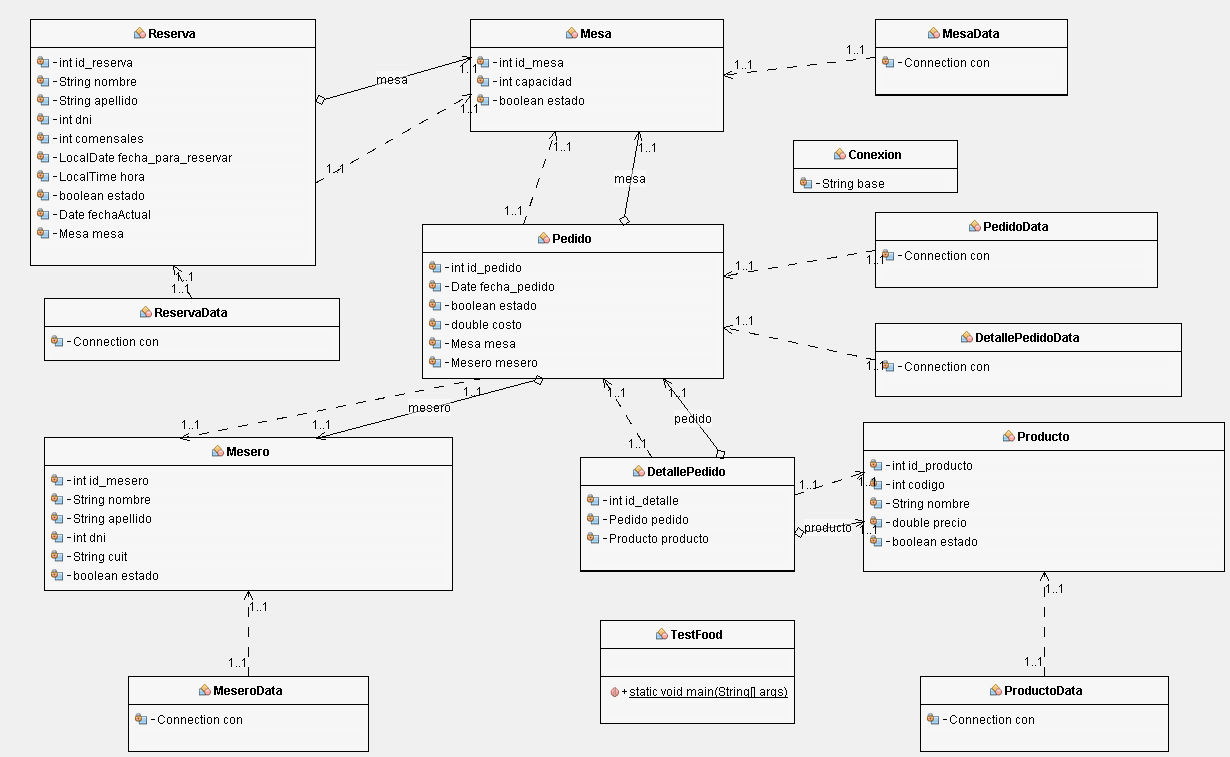 Reserva
-int id_reserva
-String nombre
-String apellido
-int dni
-int comensales
-LocalDate fecha_para_reservar
-LocalTime hora
-boolean estado
-Date fechaActual
-Mesa mesa
mesa
1..1
1..1
1..1
Mesa
-int id_mesa
-int capacidad
-boolean estado
1..1
1..1
MesaData
-Connection con
Conexion
-String base
1..1
1..1
1..1
mesa
Pedido
-int id_pedido
-Date fecha_pedido
-boolean estado
-double costo
-Mesa mesa
-Mesero mesero
PedidoData
-Connection con
1..1
1..1
DetallePedidoData
-Connection con
1..1
1..1
1..1
1..1
ReservaData
-Connection con
1..1
1..1
1..1
mesero
Mesero
-int id_mesero
-String nombre
-String apellido
-int dni
-String cuit
-boolean estado
1..1
1..1
1..1
pedido
DetallePedido
-int id_detalle
-Pedido pedido
-Producto producto
1..1
1..1
producto
1..1
Producto
-int id_producto
-int codigo
-String nombre
-double precio
-boolean estado
1..1
1..1
MeseroData
-Connection con
TestFood
+static void main(String[] args)
1..1
1..1
ProductoData
-Connection con